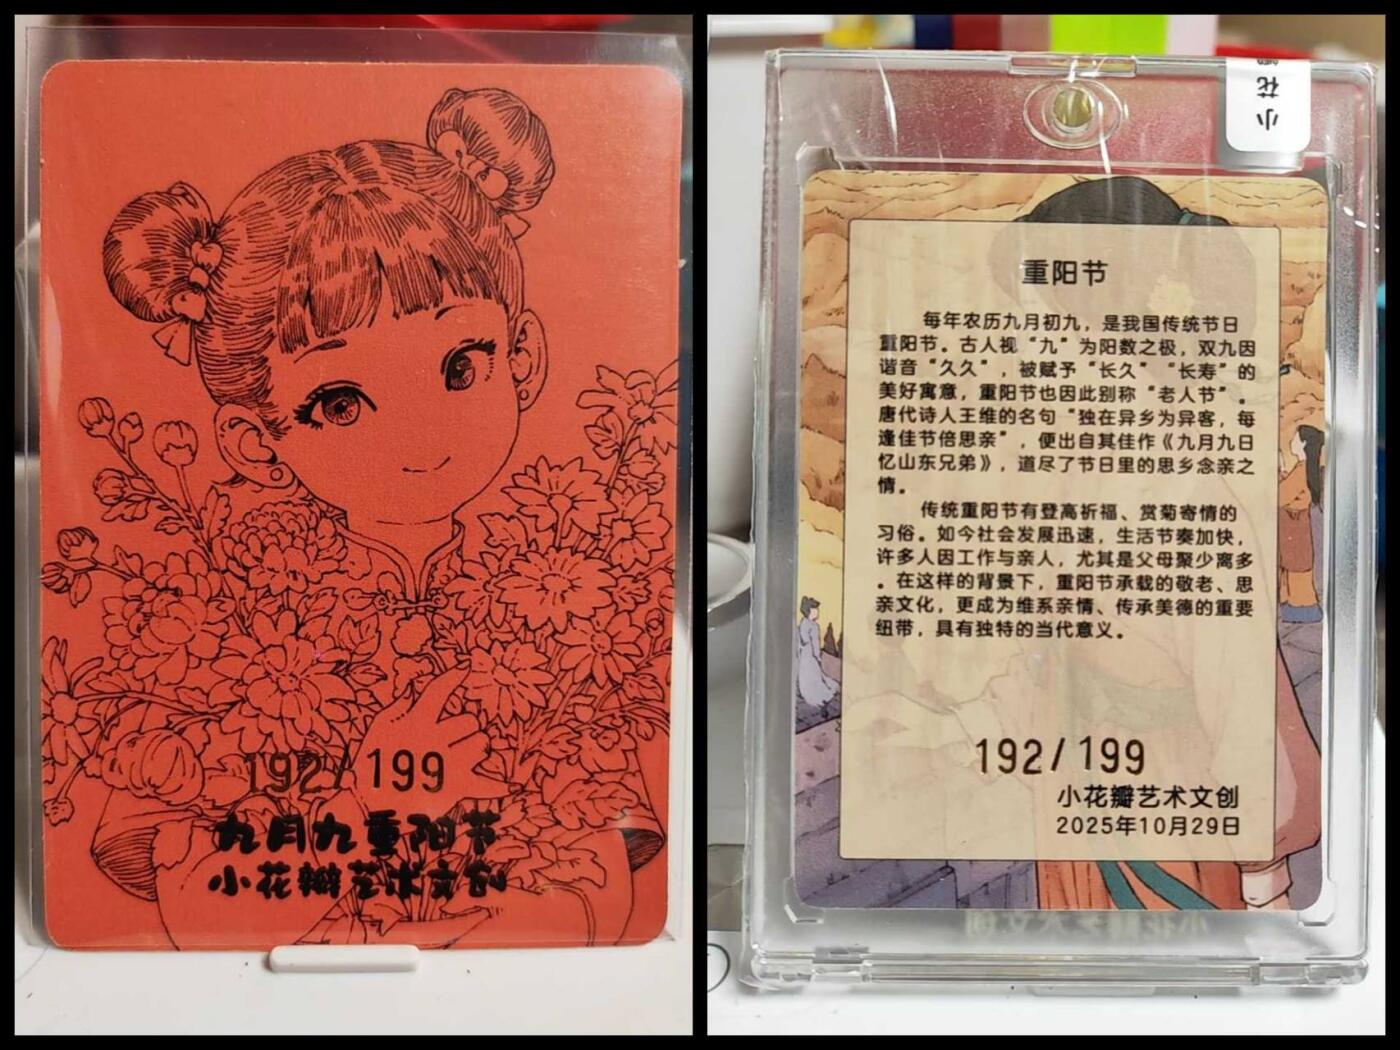 192/199
九月九重阳节
小花瓣艺术文创
小花
重阳节
每年农历九月初九，是我国传统节日
重阳节。古人视“九”为阳数之极，双九因
谐音“久久”，被赋予“长久”“长寿”的
美好寓意，重阳节也因此别称“老人节”。
唐代诗人王维的名句“独在异乡为异客，每
逢佳节倍思亲”，便出自其佳作《九月九日
忆山东兄弟》，道尽了节日里的思乡念亲之
情。
传统重阳节有登高祈福、赏菊寄情的
习俗。如今社会发展迅速，生活节奏加快，
许多人因工作与亲人，尤其是父母聚少离多
。在这样的背景下，重阳节承载的敬老、思
亲文化，更成为维系亲情、传承美德的重要
纽带，具有独特的当代意义。
192/199
小花瓣艺术文创
2025年10月29日